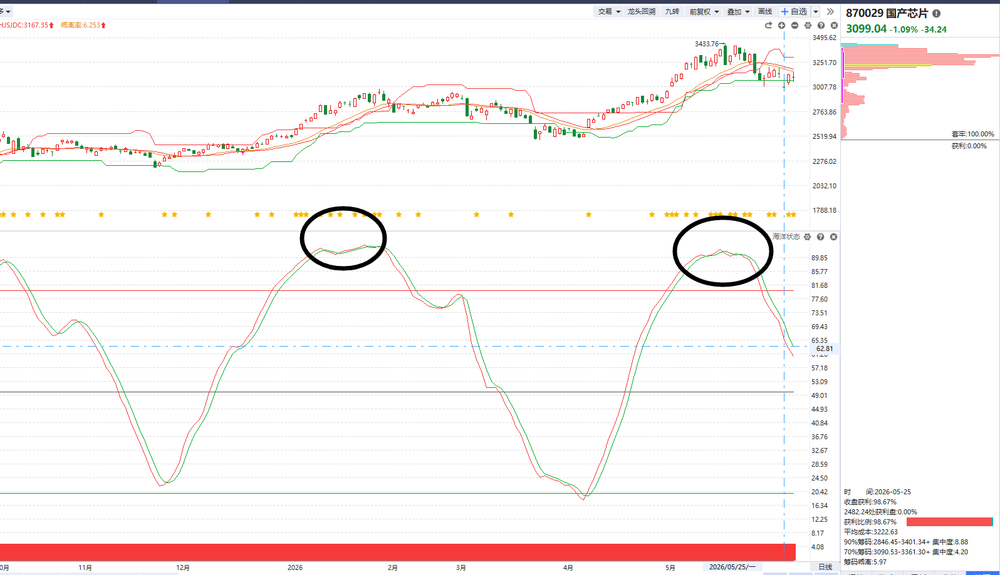 多
交易 龙头回溯 九转 前复权 叠加 画线 +自选
870029 国产芯片
3099.04 -1.09% -34.24
HJSJDC:3167.35 乖离率:6.253
3433.76
3495.62
3251.70
3007.78
2763.86
2519.94
2276.02
2032.10
1788.18
套牢:100.00%
获利:0.00%
海洋状态
89.85
85.77
81.68
77.60
73.51
69.43
65.35
62.81
57.18
53.09
49.01
44.93
40.84
36.76
32.67
28.59
24.50
20.42
16.34
12.25
8.17
4.08
时 间:2026-05-25
收盘获利:98.67%
2482.24处获利盘:0.00%
获利比例:98.67%
平均成本:3222.63
90%筹码:2846.45-3401.34+ 集中度:8.88
70%筹码:3090.53-3361.30+ 集中度:4.20
筹码乖离:5.97
0月 11月 12月 2026 2月 3月 4月 5月 2026/05/25/一 日线